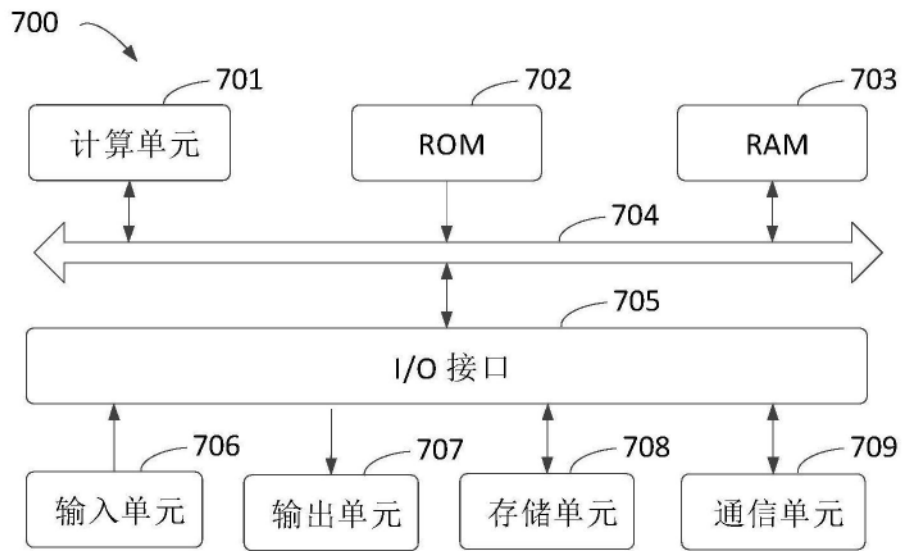 700
701
702
703
计算单元
ROM
RAM
704
705
I/O 接口
706
707
708
709
输入单元
输出单元
存储单元
通信单元